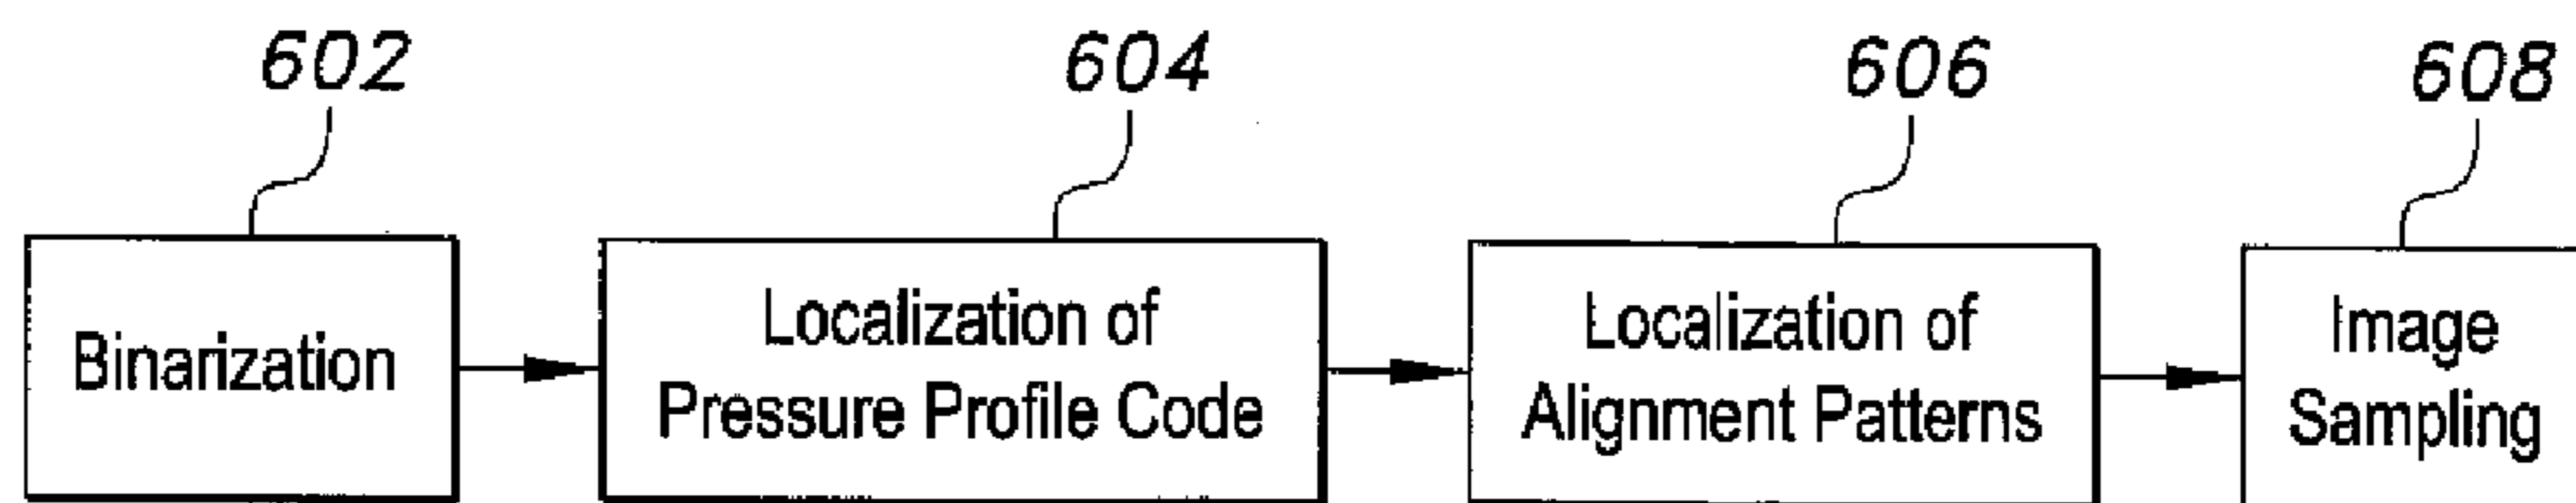 602
604
606
608
Binarization
Localization of
Pressure Profile Code
Localization of
Alignment Patterns
Image
Sampling